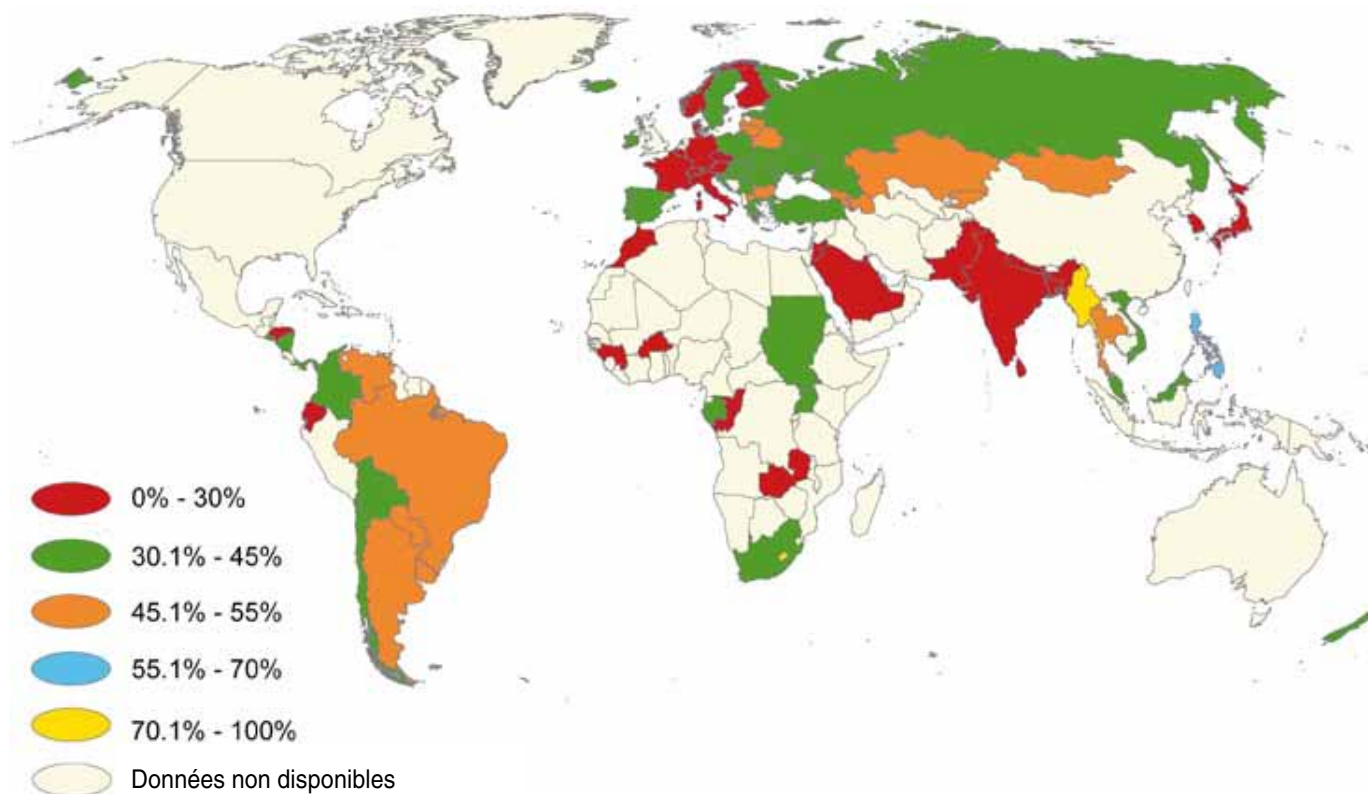 0% - 30%
30.1% - 45%
45.1% - 55%
55.1% - 70%
70.1% - 100%
Données non disponibles